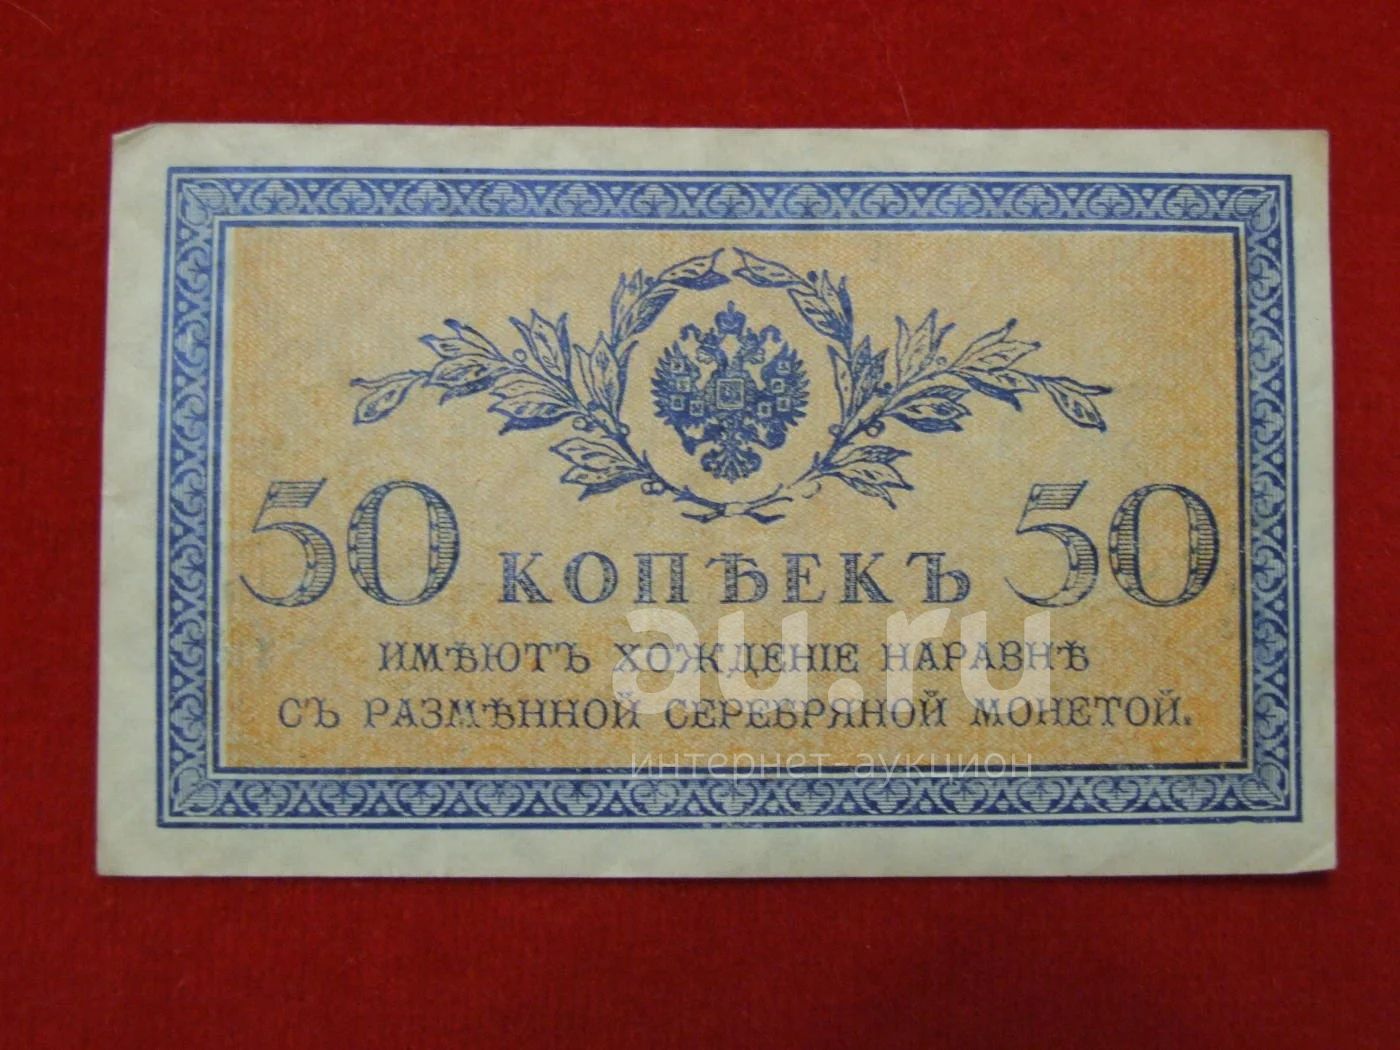 50 КОПѢЕКЪ 50
ИМѢЮТЪ ХОЖДЕНІЕ НАРАВНѢ
СЪ РАЗМѢННОЙ СЕРЕБРЯНОЙ МОНЕТОЙ.
au.ru
интернет-аукцион